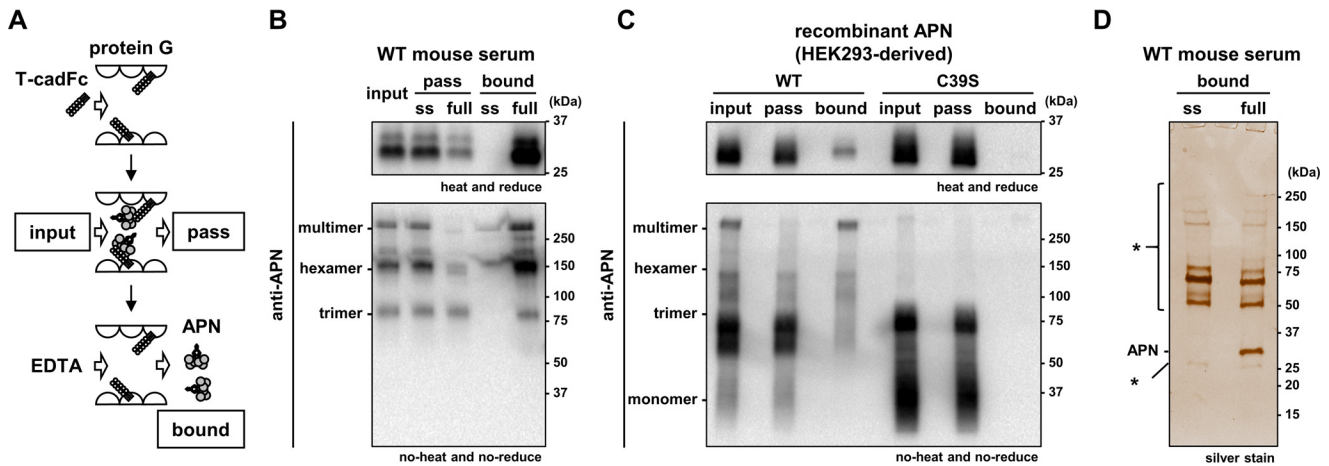 A
protein G
T-cadFc
input
pass
EDTA
APN
bound
B
WT mouse serum
input
pass
bound
ss
full
ss
full
(kDa)
37
25
heat and reduce
anti-APN
multimer
hexamer
trimer
250
150
100
75
50
37
no-heat and no-reduce
C
recombinant APN
(HEK293-derived)
WT
C39S
input
pass
bound
input
pass
bound
(kDa)
37
25
heat and reduce
anti-APN
multimer
hexamer
trimer
monomer
250
150
100
75
50
37
no-heat and no-reduce
D
WT mouse serum
bound
ss
full
(kDa)
250
150
100
75
50
37
25
20
15
*
APN
*
silver stain